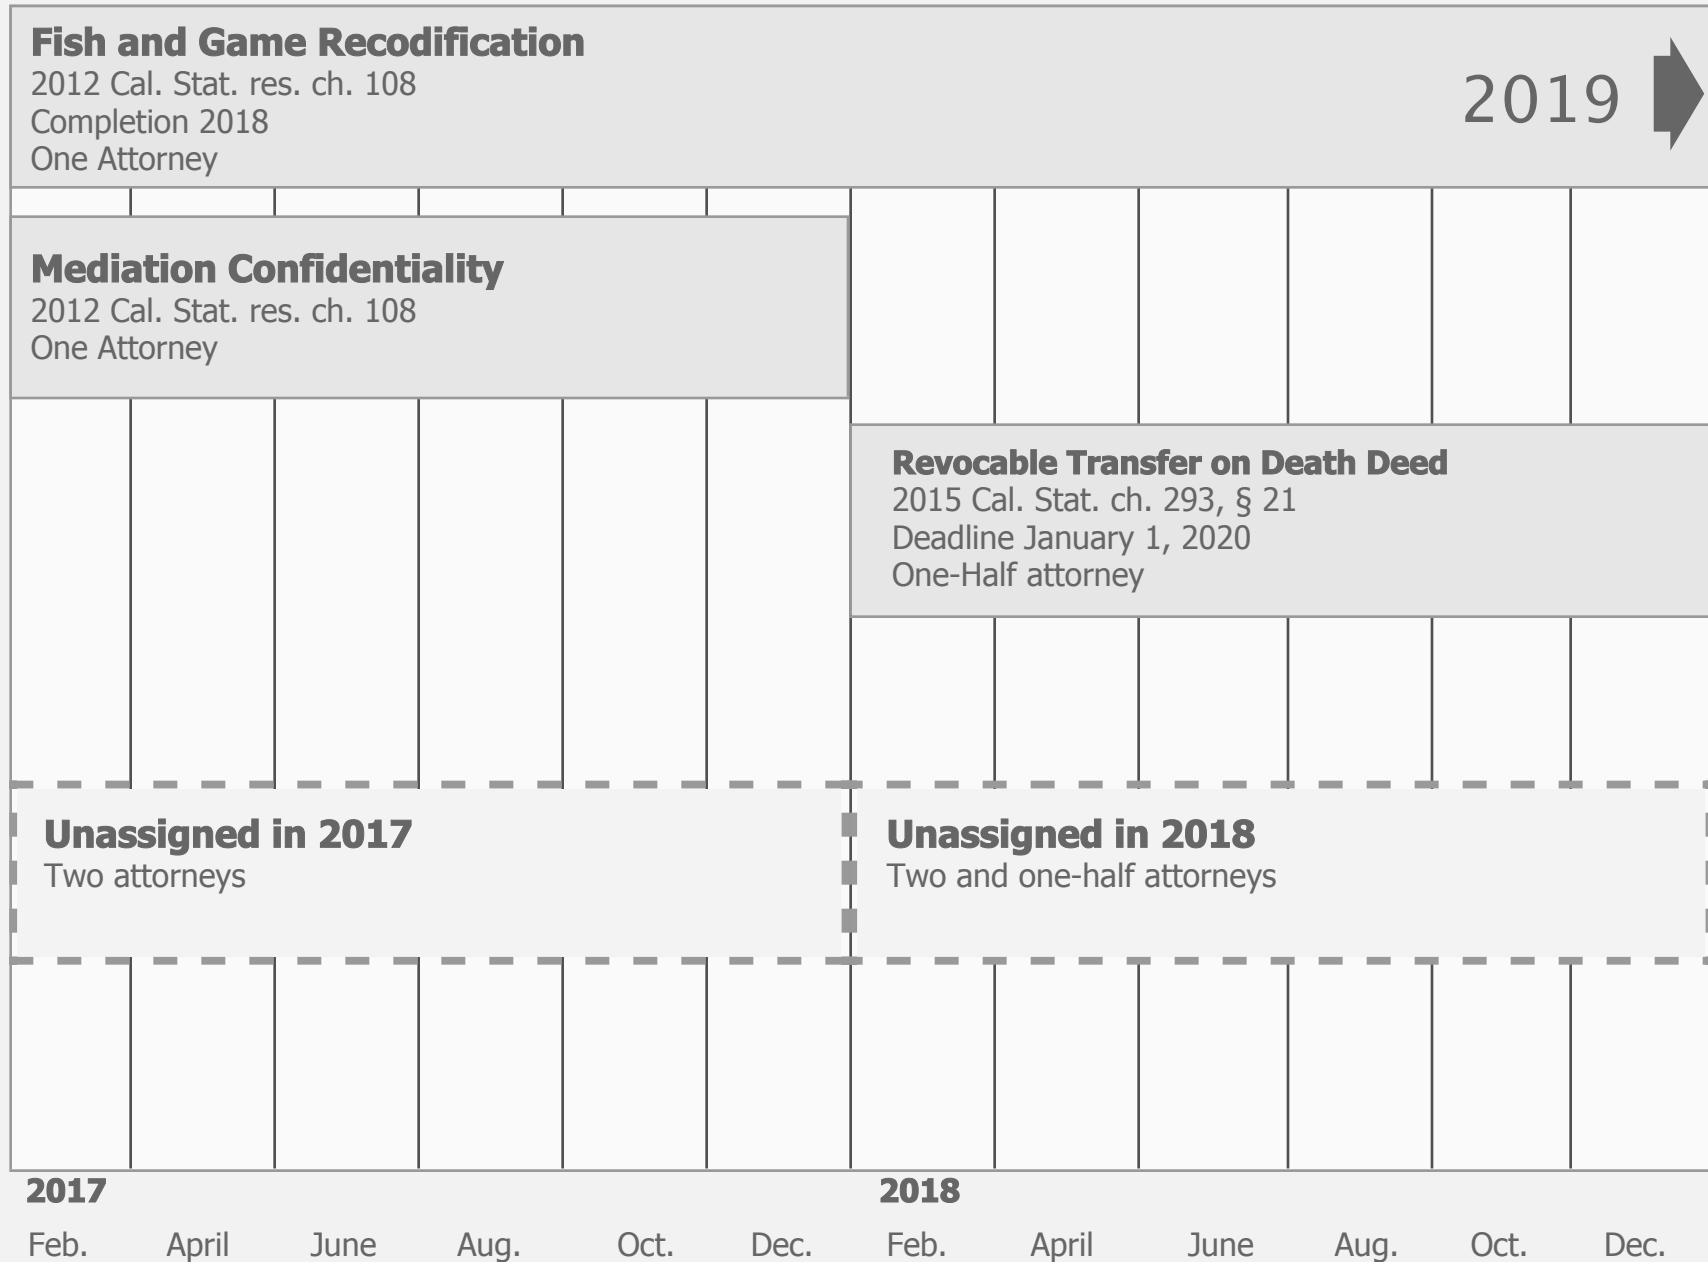 Fish and Game Recodification
2012 Cal. Stat. res. ch. 108
Completion 2018
One Attorney
2019
Mediation Confidentiality
2012 Cal. Stat. res. ch. 108
One Attorney
Revocable Transfer on Death Deed
2015 Cal. Stat. ch. 293, § 21
Deadline January 1, 2020
One-Half attorney
Unassigned in 2017
Two attorneys
Unassigned in 2018
Two and one-half attorneys
2017 2018
Feb. April June Aug. Oct. Dec. Feb. April June Aug. Oct. Dec.